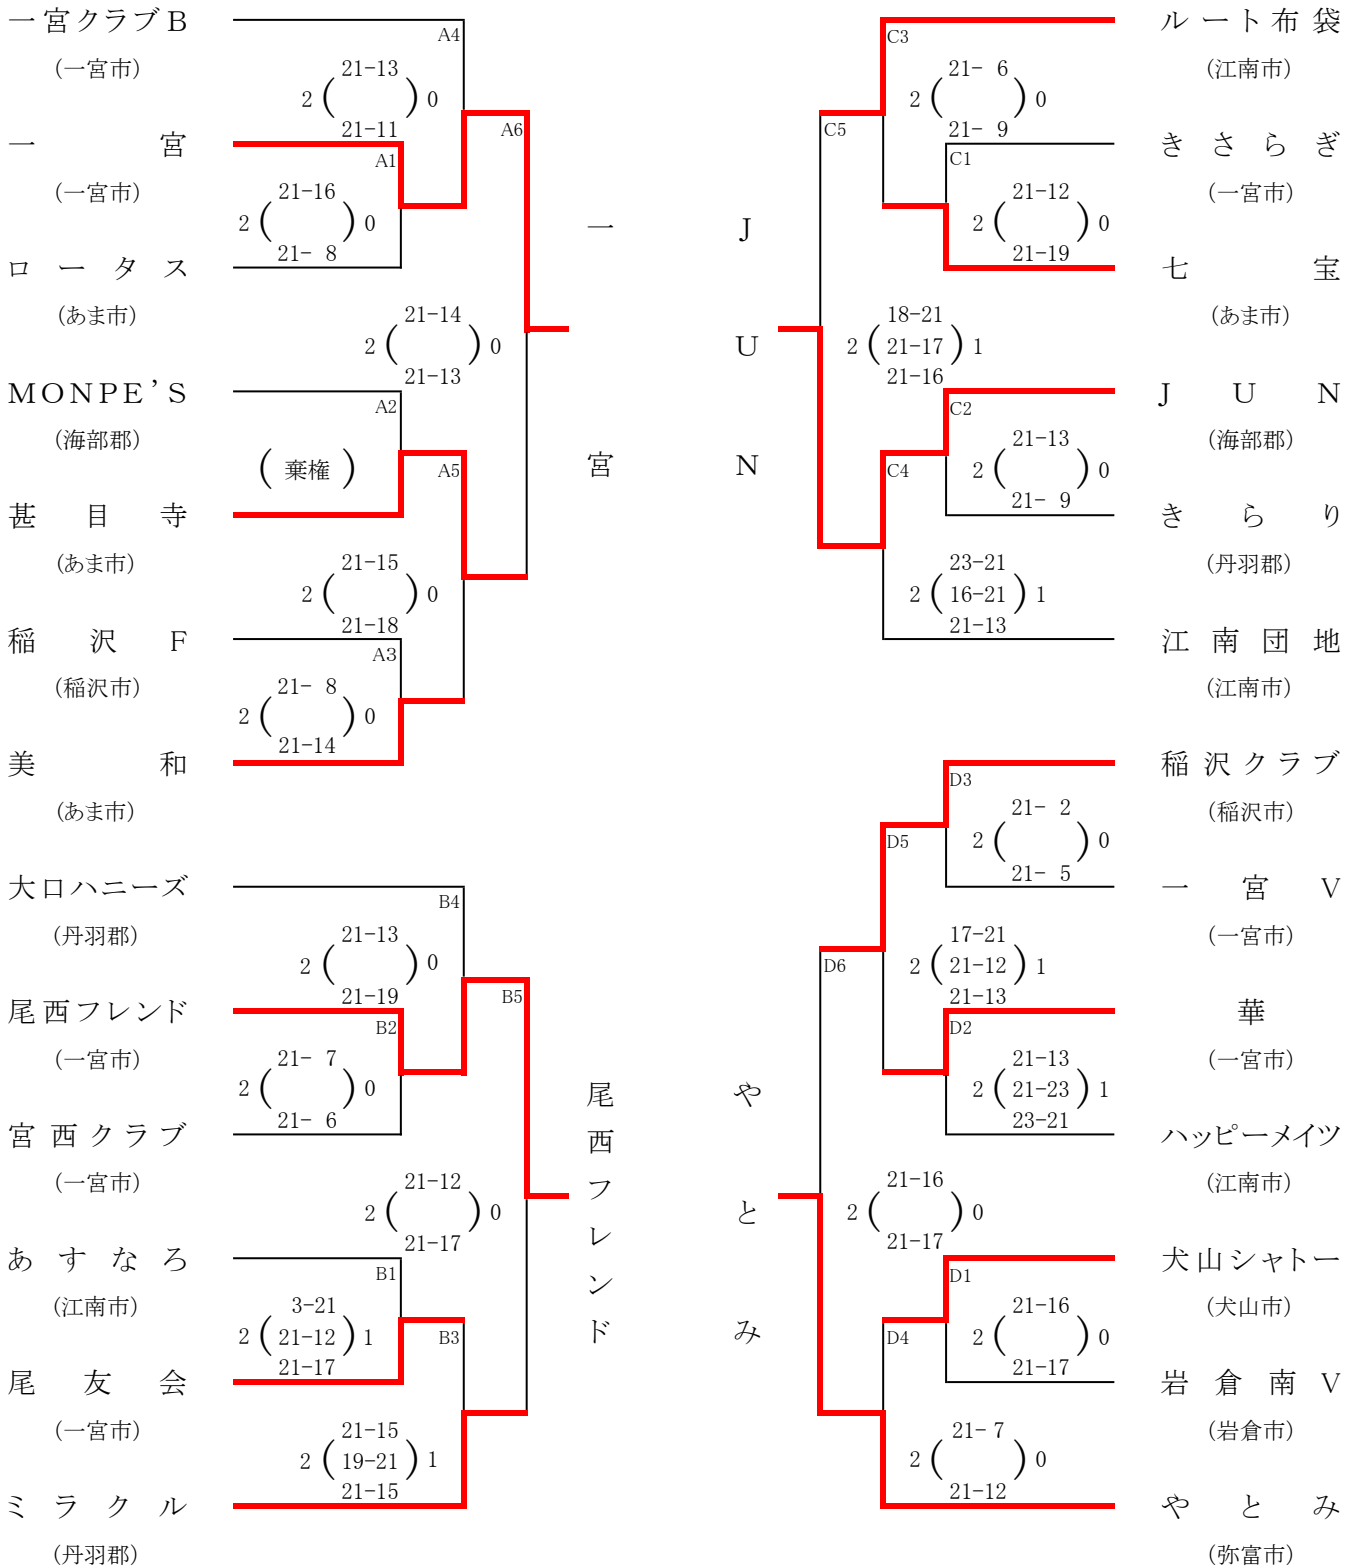 一宮クラブB
(一宮市)
A4
21-13
2 ( ) 0
21-11
一宮
(一宮市)
A1
A6
21-16
2 ( ) 0
21- 8
ロータス
(あま市)
21-14
2 ( ) 0
21-13
MONPE'S
(海部郡)
A2
( 棄権 )
A5
甚目寺
(あま市)
21-15
2 ( ) 0
21-18
稲沢F
(稲沢市)
A3
21- 8
2 ( ) 0
21-14
美和
(あま市)
一宮
大口ハニーズ
(丹羽郡)
B4
21-13
2 ( ) 0
21-19
尾西フレンド
(一宮市)
B2
B5
21- 7
2 ( ) 0
21- 6
宮西クラブ
(一宮市)
21-12
2 ( ) 0
21-17
あすなろ
(江南市)
B1
3-21
2 ( 21-12 ) 1
21-17
B3
尾友会
(一宮市)
21-15
2 ( 19-21 ) 1
21-15
ミラクル
(丹羽郡)
尾西フレンド
JUN
ルート布袋
(江南市)
C3
21- 6
2 ( ) 0
21- 9
C5
きさらぎ
(一宮市)
C1
21-12
2 ( ) 0
21-19
七宝
(あま市)
18-21
2 ( 21-17 ) 1
21-16
JUN
(海部郡)
C2
21-13
2 ( ) 0
21- 9
C4
きらり
(丹羽郡)
23-21
2 ( 16-21 ) 1
21-13
江南団地
(江南市)
やとみ
稲沢クラブ
(稲沢市)
D3
21- 2
2 ( ) 0
21- 5
D5
一宮V
(一宮市)
17-21
2 ( 21-12 ) 1
21-13
D6
華
(一宮市)
D2
21-13
2 ( 21-23 ) 1
23-21
ハッピーメイツ
(江南市)
21-16
2 ( ) 0
21-17
犬山シャトー
(犬山市)
D1
21-16
2 ( ) 0
21-17
D4
岩倉南V
(岩倉市)
21- 7
2 ( ) 0
21-12
やとみ
(弥富市)